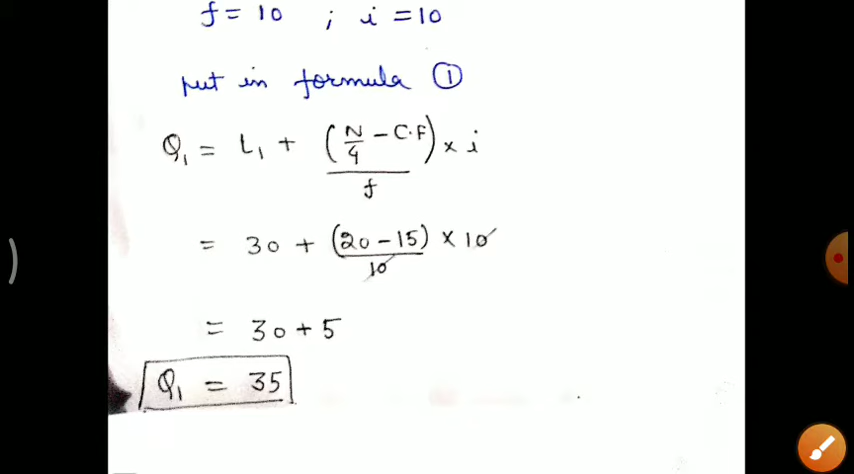 f = 10 ; i = 10
put in formula ①
Q₁ = L₁ + (N/4 - C.F)/f × i
= 30 + (20 - 15)/10 × 10
= 30 + 5
Q₁ = 35